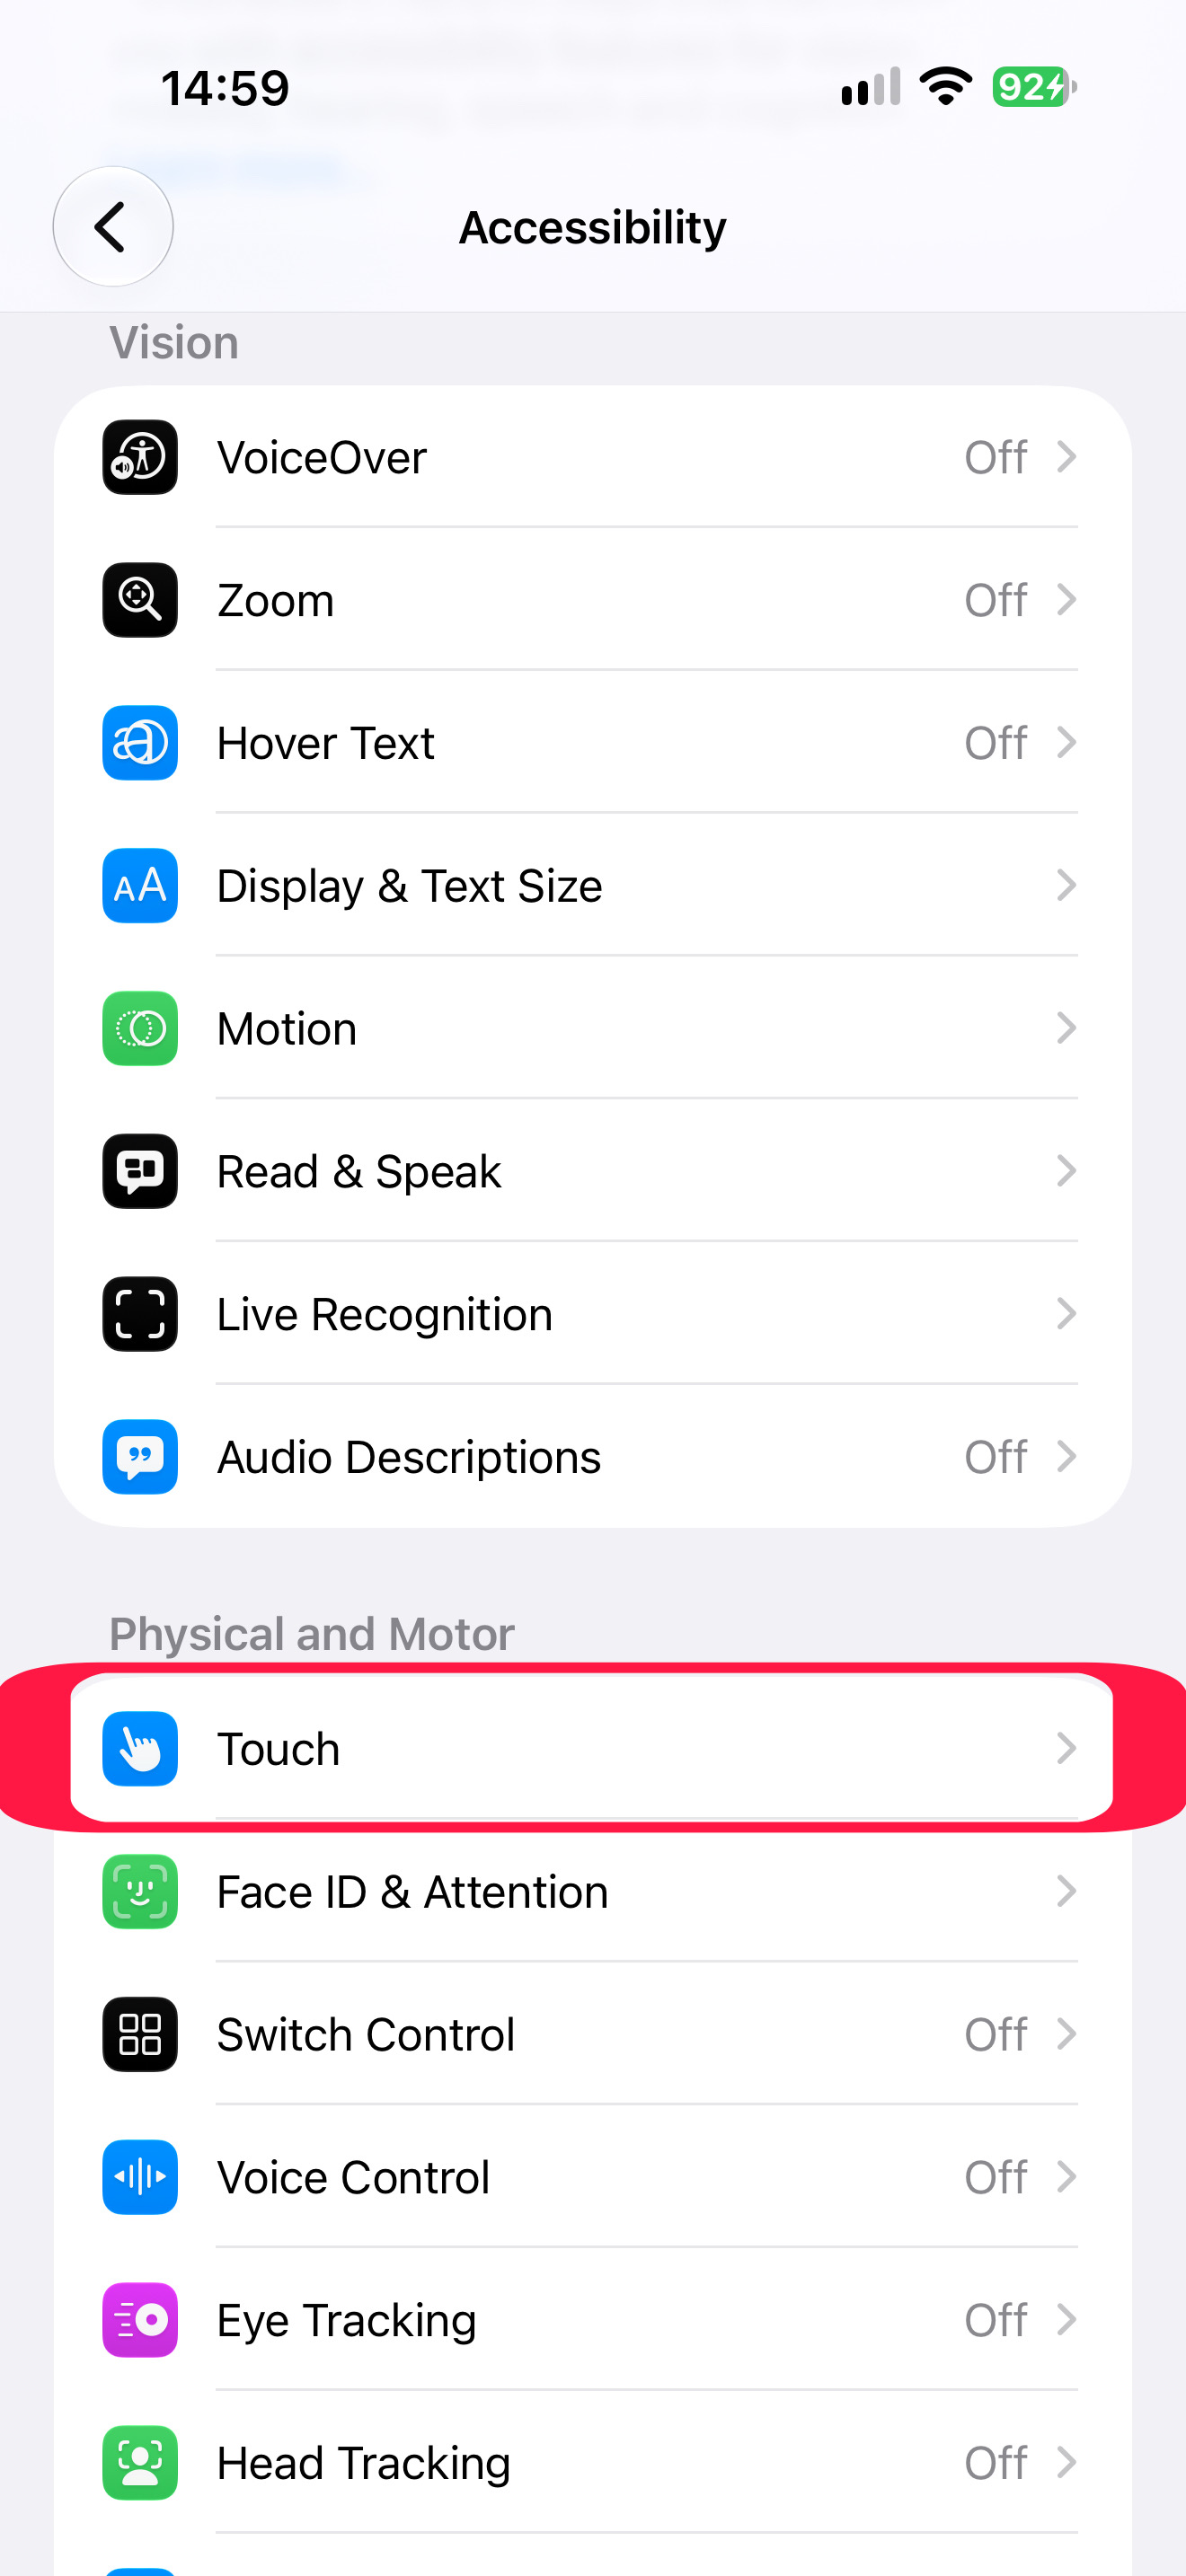 14:59
92
Accessibility
Vision
VoiceOver Off
Zoom Off
Hover Text Off
Display & Text Size
Motion
Read & Speak
Live Recognition
Audio Descriptions Off
Physical and Motor
Touch
Face ID & Attention
Switch Control Off
Voice Control Off
Eye Tracking Off
Head Tracking Off